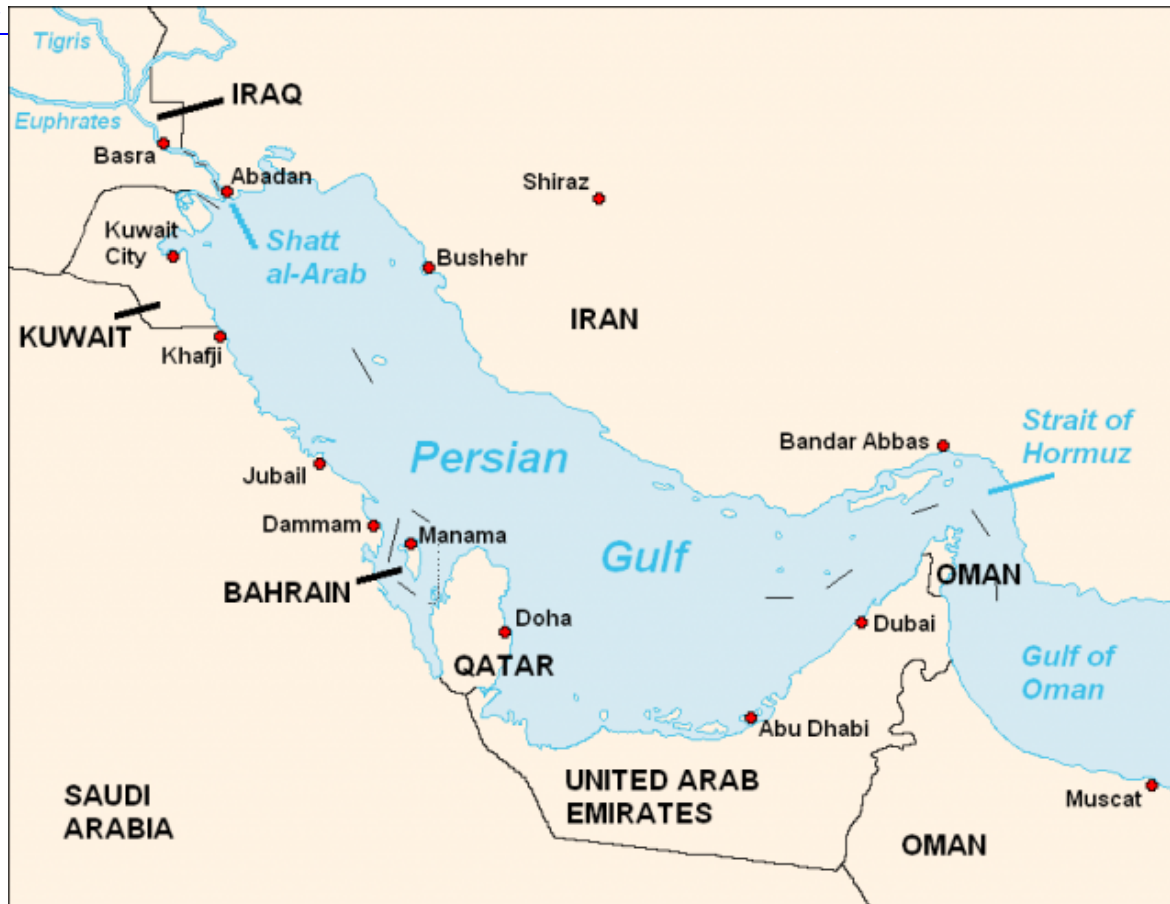 Tigris
IRAQ
Euphrates
Basra
Abadan
Shiraz
Kuwait
City
Shatt
al-Arab
Bushehr
IRAN
KUWAIT
Khafji
Strait of
Hormuz
Bandar Abbas
Persian
Jubail
Dammam
Manama
Gulf
OMAN
BAHRAIN
Doha
Dubai
QATAR
Gulf of
Oman
Abu Dhabi
UNITED ARAB
EMIRATES
SAUDI
ARABIA
Muscat
OMAN